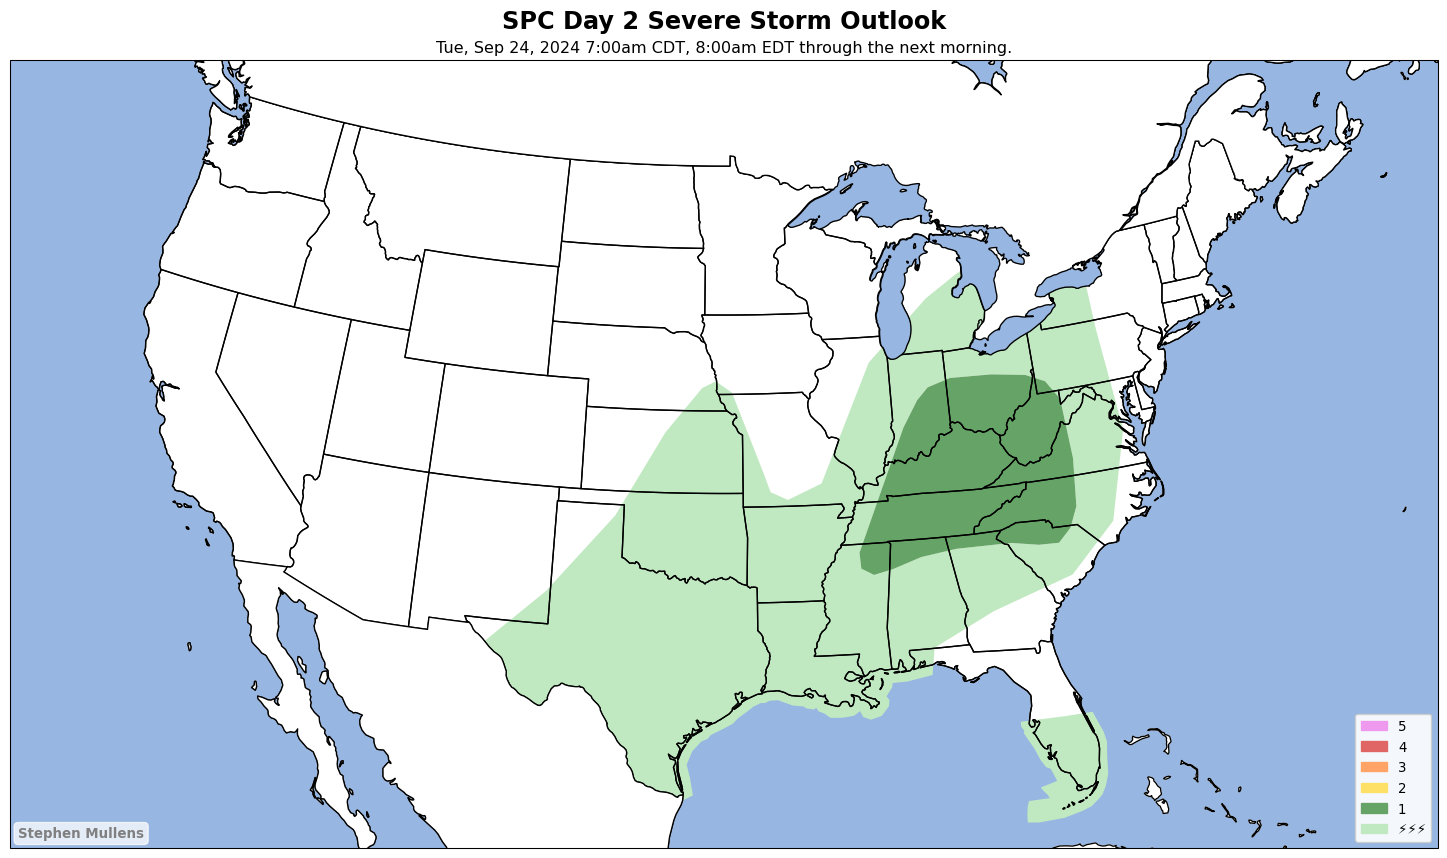 SPC Day 2 Severe Storm Outlook
Tue, Sep 24, 2024 7:00am CDT, 8:00am EDT through the next morning.
5
4
3
2
1
⚡⚡⚡
Stephen Mullens